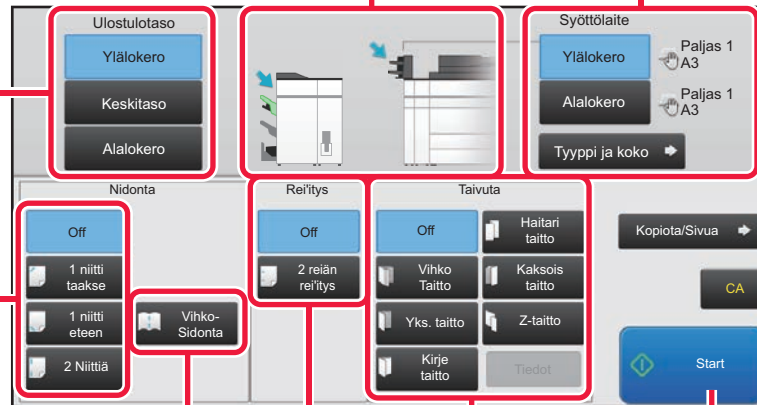 Ulostulotaso
Ylälokero
Keskitaso
Alalokero
Syöttölaite
Ylälokero
Paljas 1
A3
Alalokero
Paljas 1
A3
Tyyppi ja koko
Nidonta
Off
1 niitti
taakse
1 niitti
eteen
2 Niittiä
Vihko-
Sidonta
Rei'itys
Off
2 reiän
rei'itys
Taivuta
Off
Haitari
taitto
Vihko
Taitto
Kaksois
taitto
Yks. taitto
Z-taitto
Kirje
taitto
Tiedot
Kopiota/Sivua
CA
Start